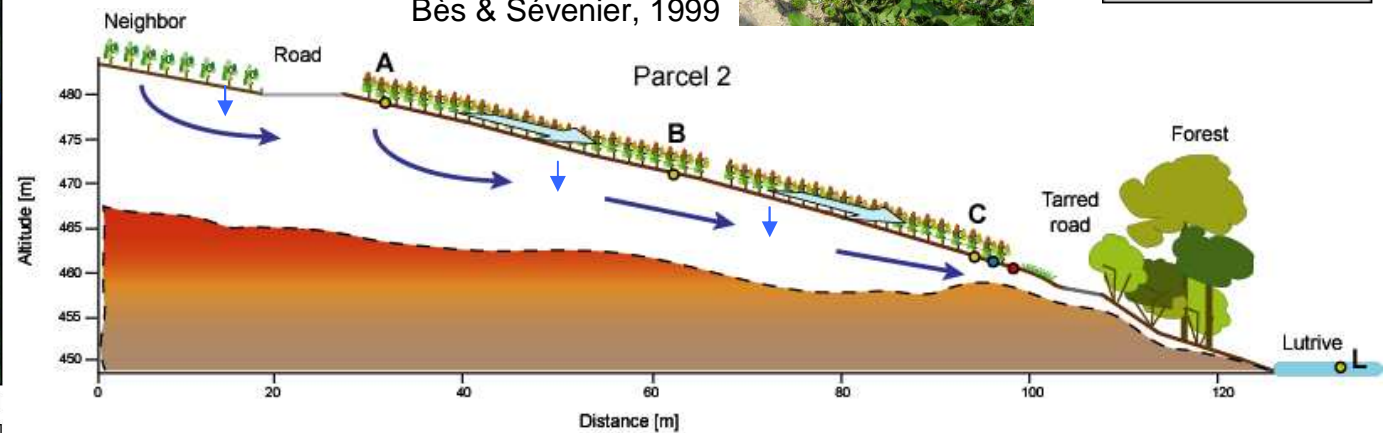 Bès & Sévenier, 1999
Neighbor
Road
A
Parcel 2
B
C
Forest
Tarred
road
Lutrive
L
Altitude [m]
480
475
470
465
460
455
450
0
20
40
60
80
100
120
Distance [m]